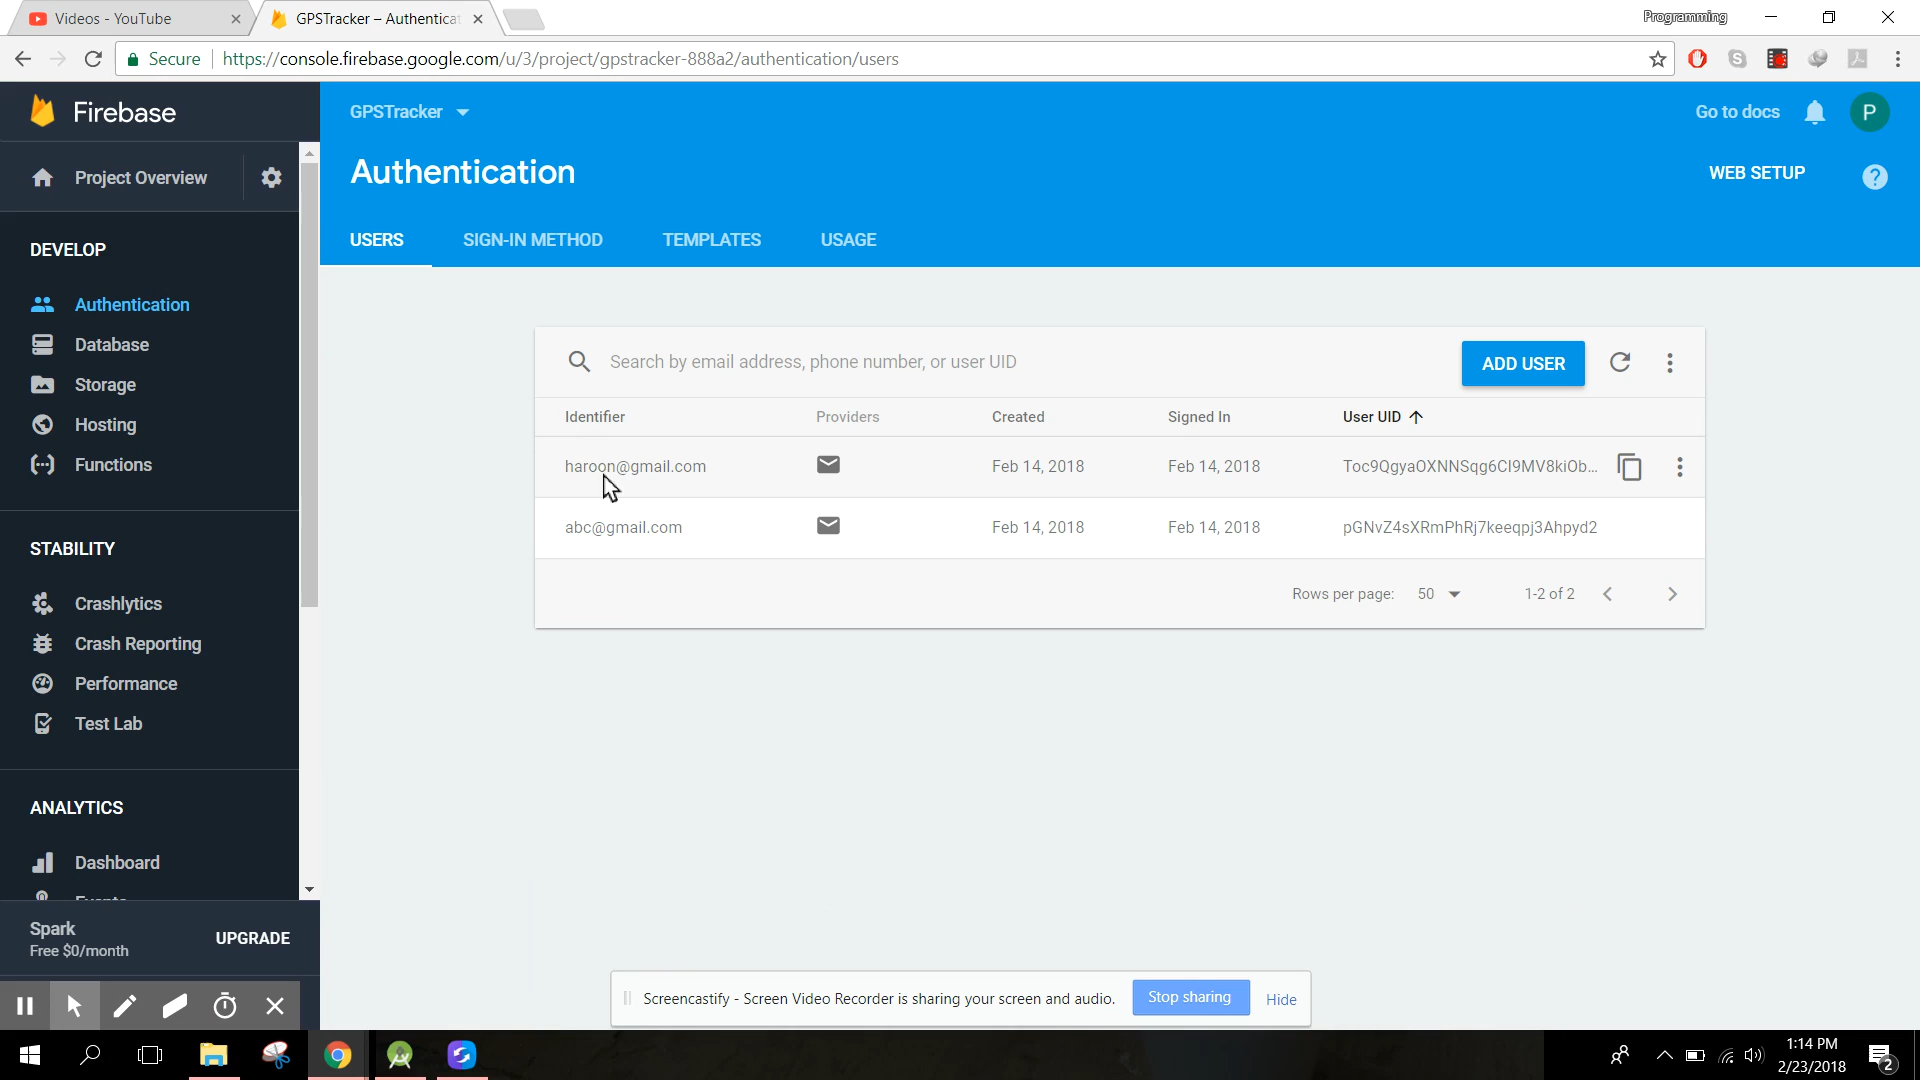 Videos - YouTube
GPSTracker – Authenticat
Programming
Secure
https://console.firebase.google.com/u/3/project/gpstracker-888a2/authentication/users
Firebase
GPSTracker
Go to docs
P
Project Overview
Authentication
WEB SETUP
?
USERS
SIGN-IN METHOD
TEMPLATES
USAGE
DEVELOP
Authentication
Database
Storage
Hosting
Functions
Search by email address, phone number, or user UID
ADD USER
Identifier
Providers
Created
Signed In
User UID
haroon@gmail.com
Feb 14, 2018
Feb 14, 2018
Toc9QgyaOXNNSqg6CI9MV8kiOb...
abc@gmail.com
Feb 14, 2018
Feb 14, 2018
pGNvZ4sXRmPhRj7keeqpj3Ahpyd2
Rows per page:
50
1-2 of 2
STABILITY
Crashlytics
Crash Reporting
Performance
Test Lab
ANALYTICS
Dashboard
Spark
Free $0/month
UPGRADE
Screencastify - Screen Video Recorder is sharing your screen and audio.
Stop sharing
Hide
1:14 PM
2/23/2018
2